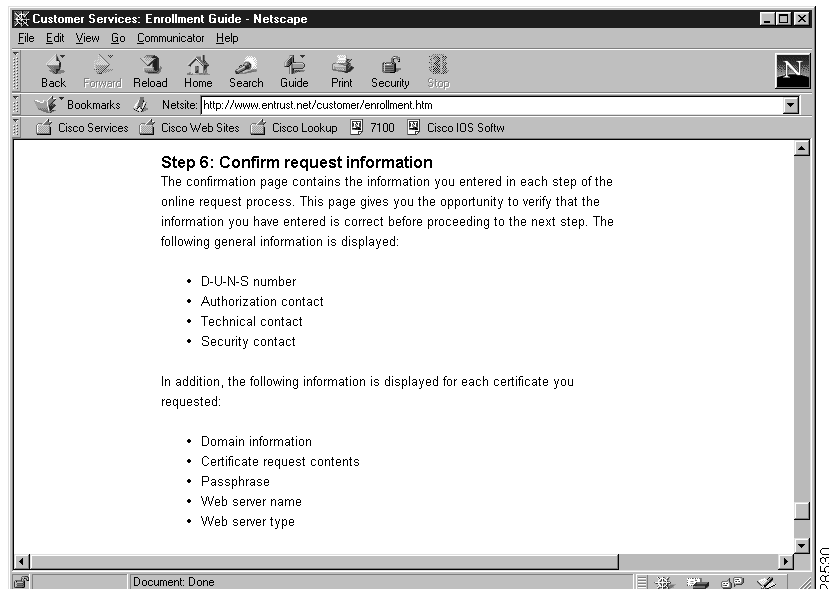 Customer Services: Enrollment Guide - Netscape
File Edit View Go Communicator Help
Back Forward Reload Home Search Guide Print Security Stop
N
Bookmarks Netsite: http://www.entrust.net/customer/enrollment.htm
Cisco Services Cisco Web Sites Cisco Lookup 7100 Cisco IOS Softw
Step 6: Confirm request information
The confirmation page contains the information you entered in each step of the
online request process. This page gives you the opportunity to verify that the
information you have entered is correct before proceeding to the next step. The
following general information is displayed:
• D-U-N-S number
• Authorization contact
• Technical contact
• Security contact
In addition, the following information is displayed for each certificate you
requested:
• Domain information
• Certificate request contents
• Passphrase
• Web server name
• Web server type
Document: Done
28530